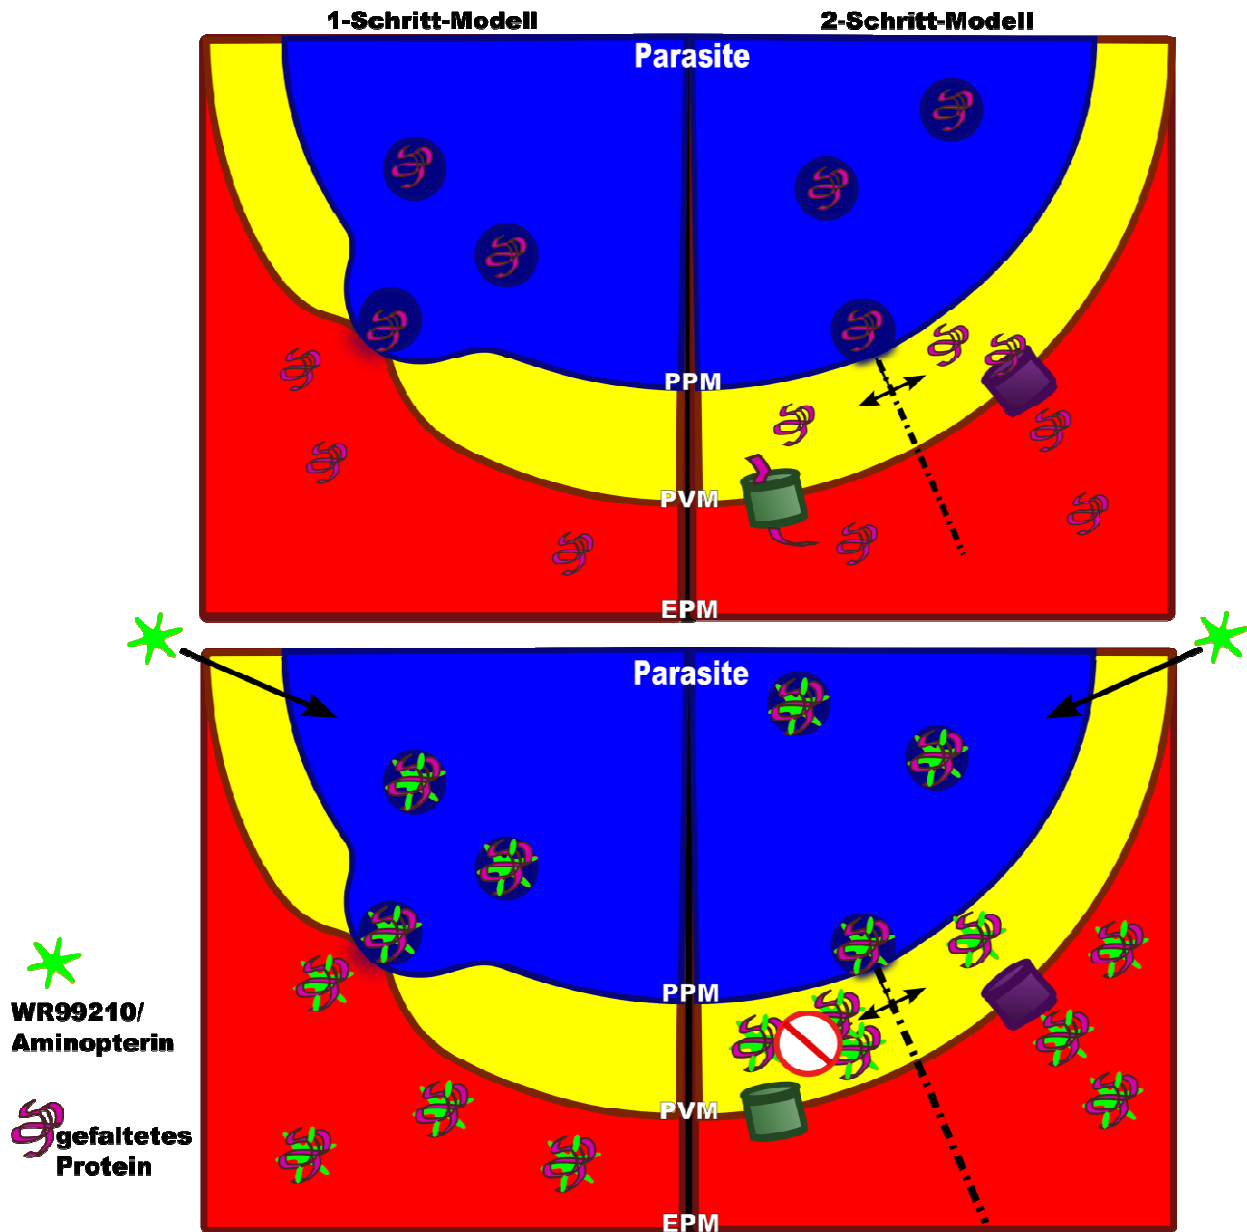 1-Schritt-Modell
2-Schritt-Modell
Parasite
PPM
PVM
EPM
Parasite
PPM
PVM
EPM
WR99210/
Aminopterin
gefaltetes
Protein